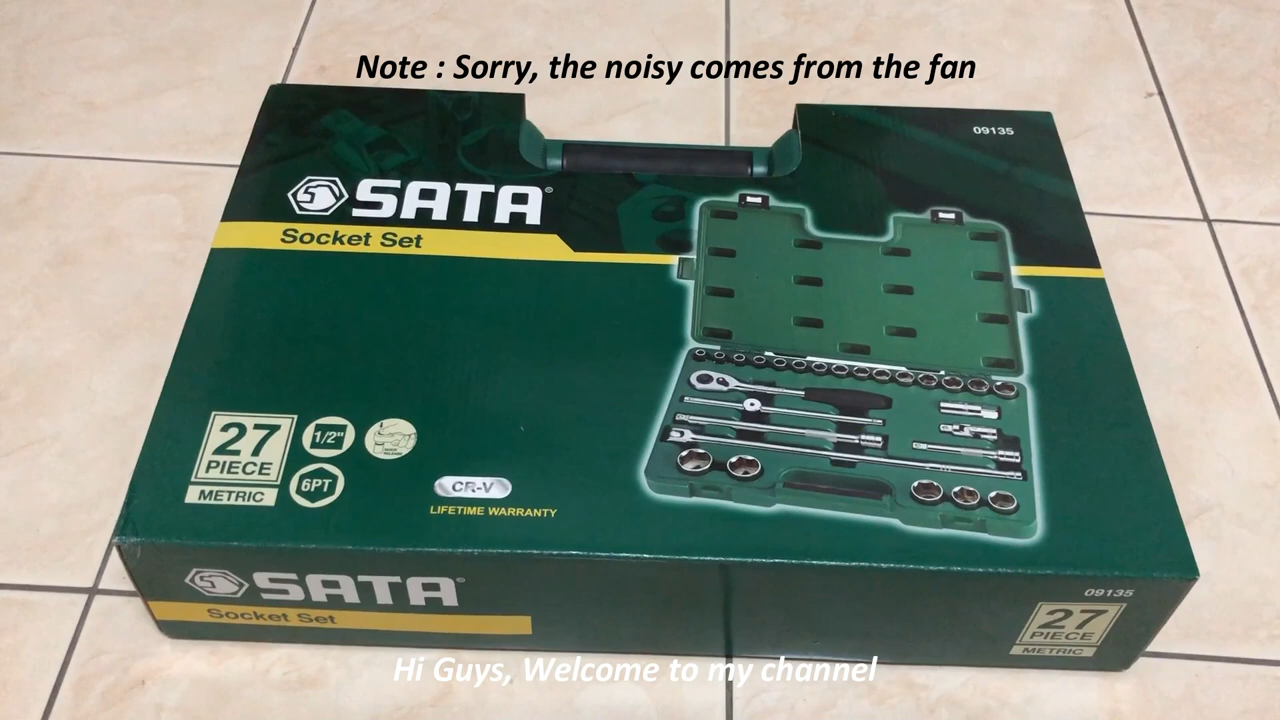 Note : Sorry, the noisy comes from the fan
09135
SATA®
Socket Set
27
PIECE
METRIC
1/2"
6PT
CR-V
LIFETIME WARRANTY
SATA®
Socket Set
09135
27
PIECE
METRIC
Hi Guys, Welcome to my channel